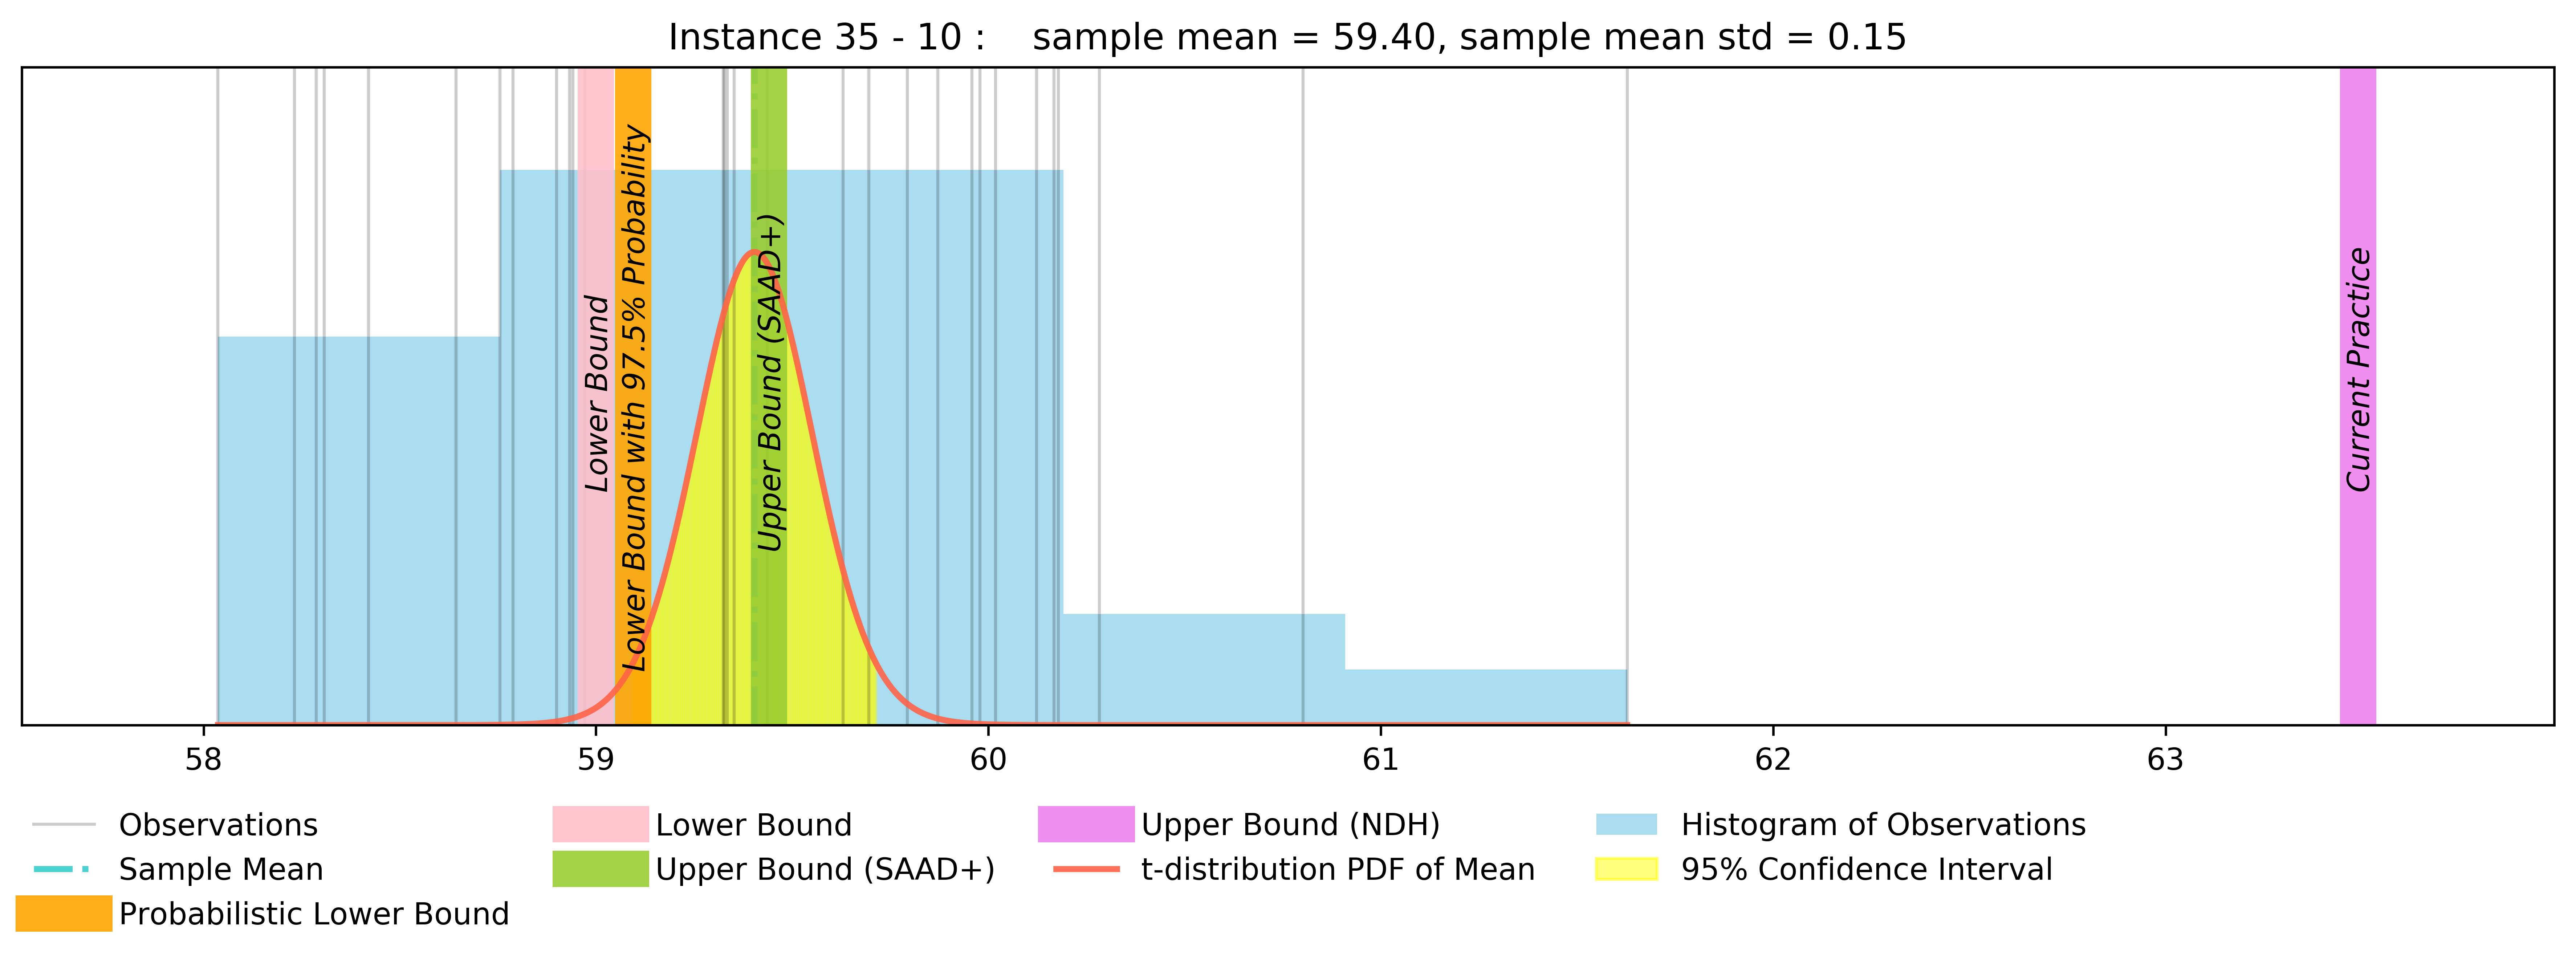 Instance 35 - 10 :    sample mean = 59.40, sample mean std = 0.15
Lower Bound
Lower Bound with 97.5% Probability
Upper Bound (SAAD+)
Current Practice
58 59 60 61 62 63
Observations
Sample Mean
Probabilistic Lower Bound
Lower Bound
Upper Bound (SAAD+)
Upper Bound (NDH)
t-distribution PDF of Mean
Histogram of Observations
95% Confidence Interval